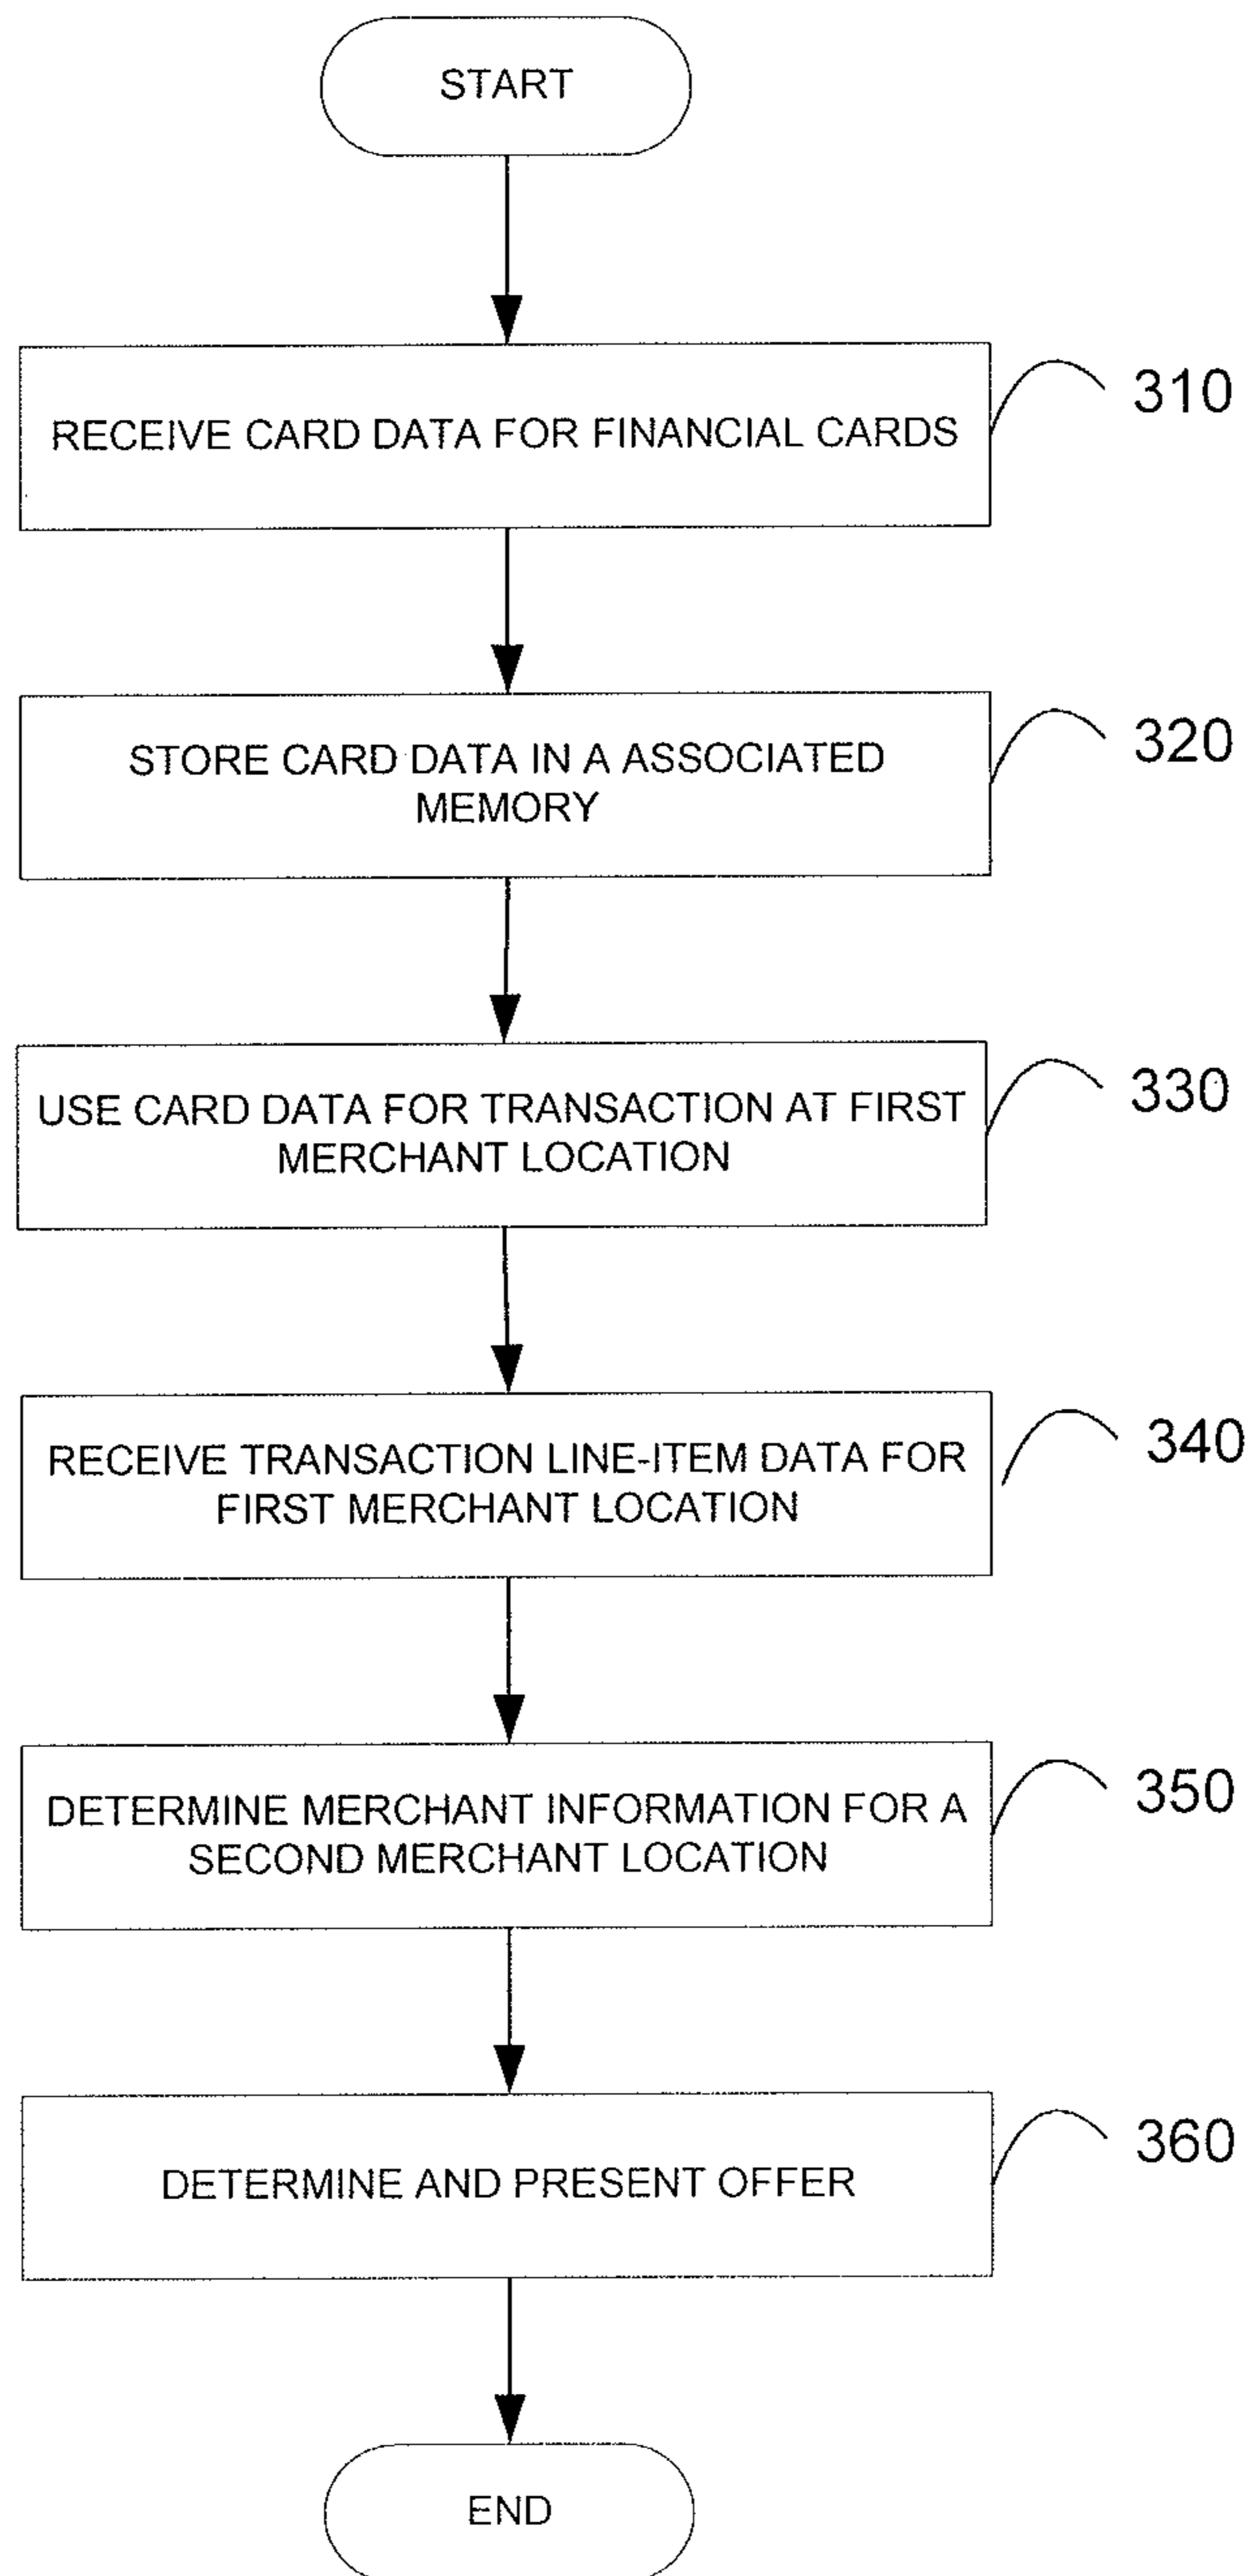 START
RECEIVE CARD DATA FOR FINANCIAL CARDS
310
STORE CARD DATA IN A ASSOCIATED
MEMORY
320
USE CARD DATA FOR TRANSACTION AT FIRST
MERCHANT LOCATION
330
RECEIVE TRANSACTION LINE-ITEM DATA FOR
FIRST MERCHANT LOCATION
340
DETERMINE MERCHANT INFORMATION FOR A
SECOND MERCHANT LOCATION
350
DETERMINE AND PRESENT OFFER
360
END